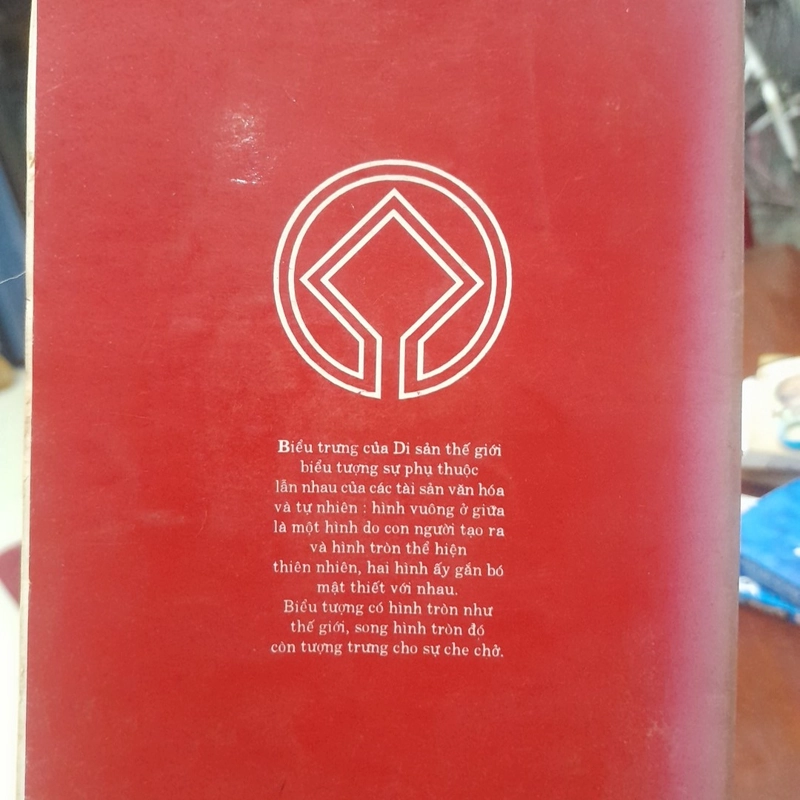 Biểu trưng của Di sản thế giới
biểu tượng sự phụ thuộc
lẫn nhau của các tài sản văn hóa
và tự nhiên : hình vuông ở giữa
là một hình do con người tạo ra
và hình tròn thể hiện
thiên nhiên, hai hình ấy gắn bó
mật thiết với nhau.
Biểu tượng có hình tròn như
thế giới, song hình tròn đó
còn tượng trưng cho sự che chở.